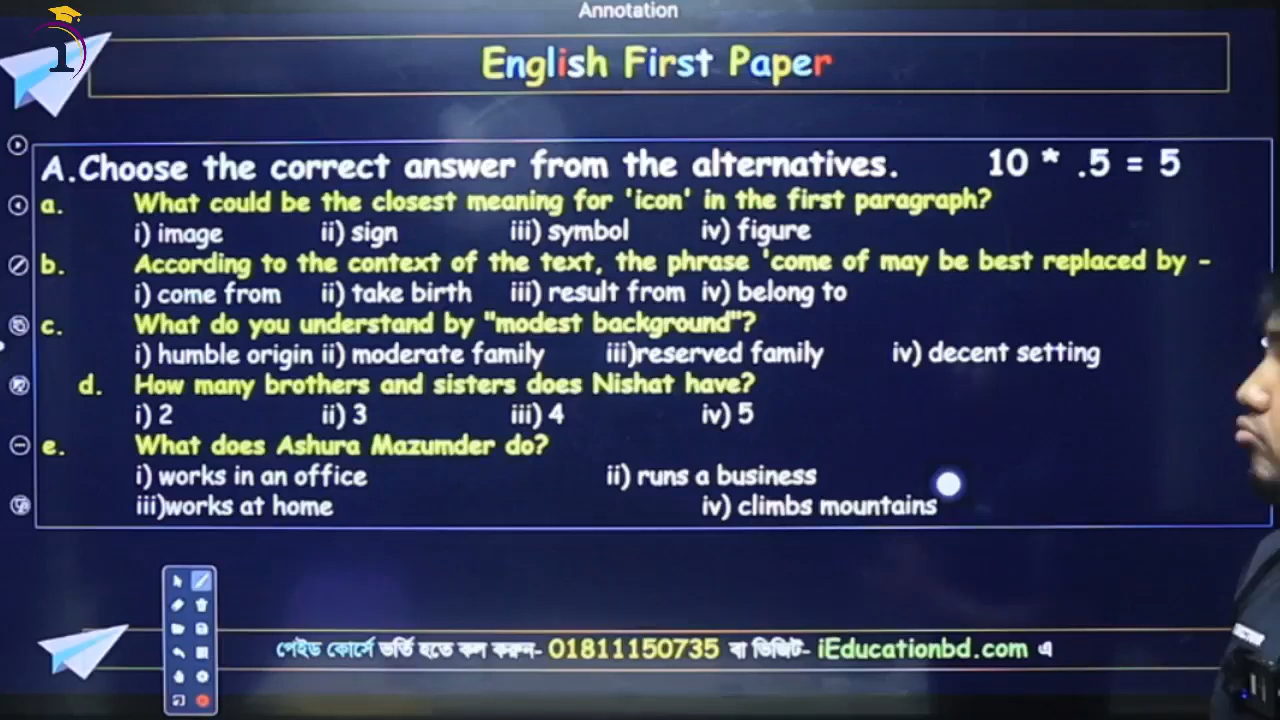 Annotation
English First Paper
A.Choose the correct answer from the alternatives. 10 * .5 = 5
a. What could be the closest meaning for 'icon' in the first paragraph?
i) image ii) sign iii) symbol iv) figure
b. According to the context of the text, the phrase 'come of may be best replaced by -
i) come from ii) take birth iii) result from iv) belong to
c. What do you understand by "modest background"?
i) humble origin ii) moderate family iii)reserved family iv) decent setting
d. How many brothers and sisters does Nishat have?
i) 2 ii) 3 iii) 4 iv) 5
e. What does Ashura Mazumder do?
i) works in an office ii) runs a business
iii)works at home iv) climbs mountains
পেইড কোর্সে ভর্তি হতে কল করুন- 01811150735 বা ভিজিট- iEducationbd.com এ